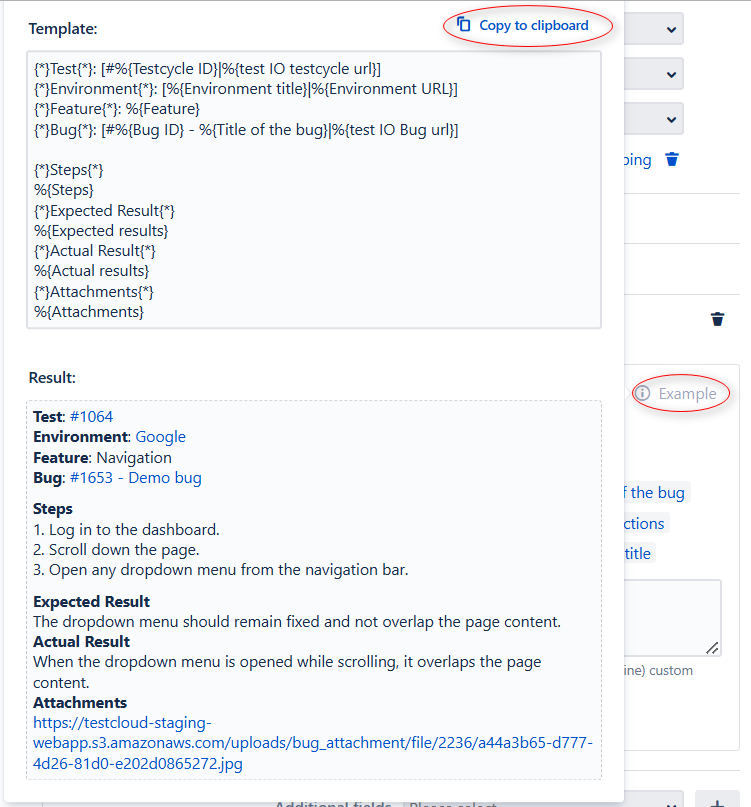 Template:
Copy to clipboard
{*}Test{*}: [#%{Testcycle ID}|%{test IO testcycle url}]
{*}Environment{*}: [%{Environment title}|%{Environment URL}]
{*}Feature{*}: %{Feature}
{*}Bug{*}: [#%{Bug ID} - %{Title of the bug}|%{test IO Bug url}]
{*}Steps{*}
%{Steps}
{*}Expected Result{*}
%{Expected results}
{*}Actual Result{*}
%{Actual results}
{*}Attachments{*}
%{Attachments}
Result:
Test: #1064
Environment: Google
Feature: Navigation
Bug: #1653 - Demo bug
Steps
1. Log in to the dashboard.
2. Scroll down the page.
3. Open any dropdown menu from the navigation bar.
Expected Result
The dropdown menu should remain fixed and not overlap the page content.
Actual Result
When the dropdown menu is opened while scrolling, it overlaps the page
content.
Attachments
https://testcloud-staging-
webapp.s3.amazonaws.com/uploads/bug_attachment/file/2236/a44a3b65-d777-
4d26-81d0-e202d0865272.jpg
ping
Example
f the bug
ctions
title
ine) custom
Additional fields
Please select